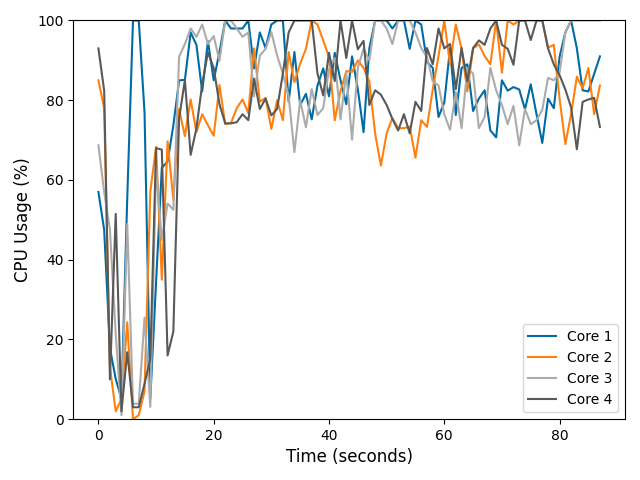 CPU Usage (%)
100
80
60
40
20
0
0 20 40 60 80
Time (seconds)
Core 1
Core 2
Core 3
Core 4